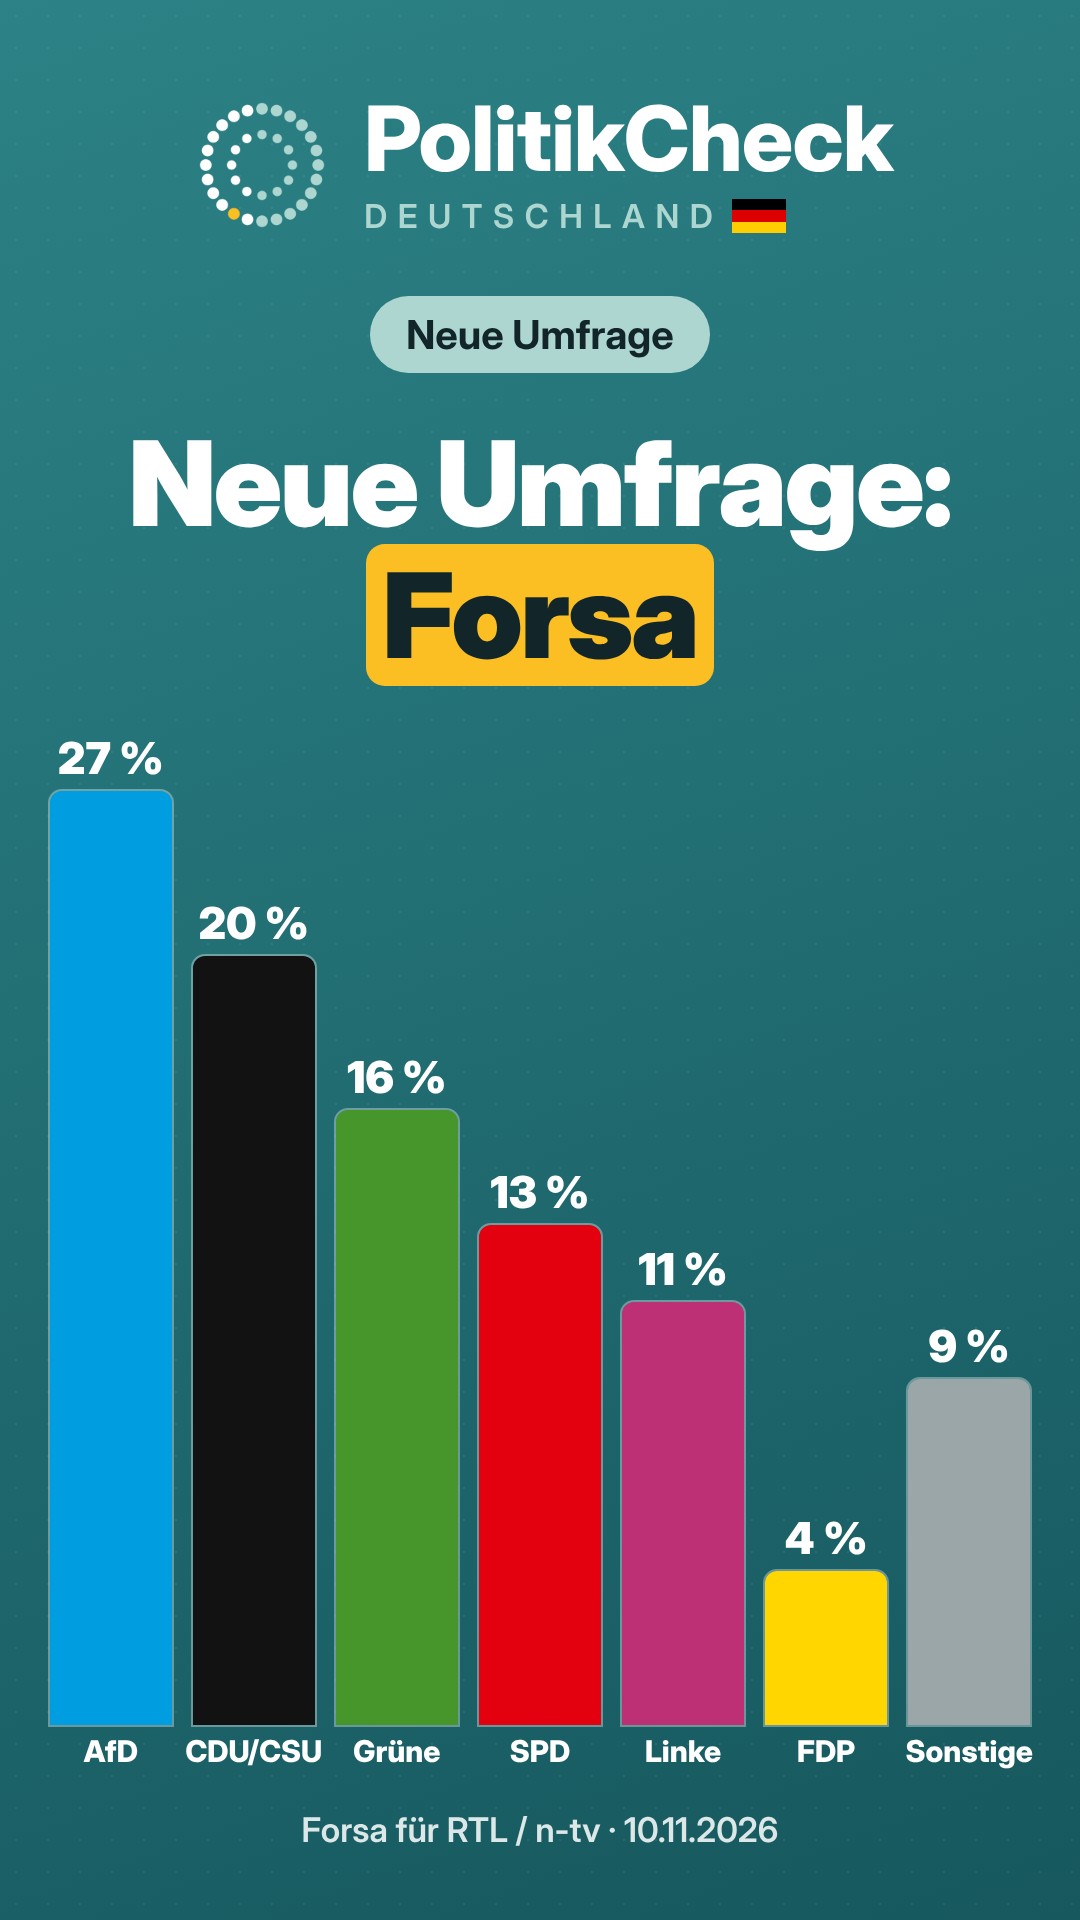 PolitikCheck
DEUTSCHLAND
Neue Umfrage
Neue Umfrage:
Forsa
27 %
20 %
16 %
13 %
11 %
9 %
4 %
AfD CDU/CSU Grüne SPD Linke FDP Sonstige
Forsa für RTL / n-tv · 10.11.2026